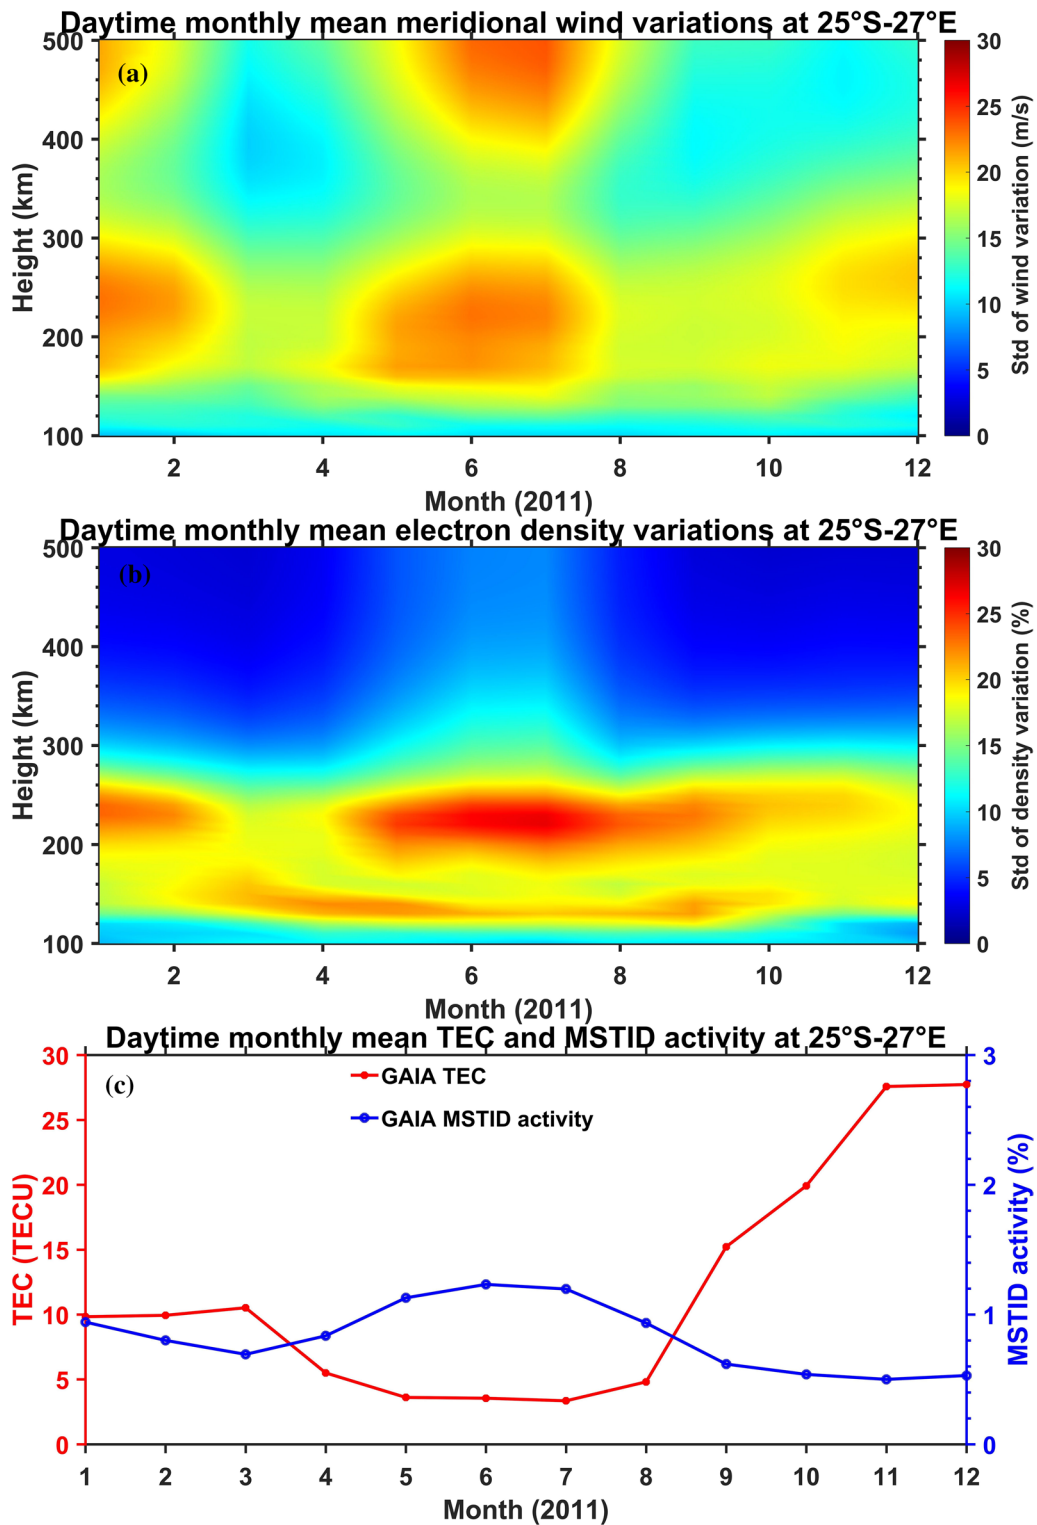 Daytime monthly mean meridional wind variations at 25°S-27°E
(a)
500
400
300
200
100
Height (km)
2 4 6 8 10 12
Month (2011)
30
25
20
15
10
5
0
Std of wind variation (m/s)
Daytime monthly mean electron density variations at 25°S-27°E
(b)
500
400
300
200
100
Height (km)
2 4 6 8 10 12
Month (2011)
30
25
20
15
10
5
0
Std of density variation (%)
Daytime monthly mean TEC and MSTID activity at 25°S-27°E
(c)
GAIA TEC
GAIA MSTID activity
30
25
20
15
10
5
0
TEC (TECU)
3
2
1
0
MSTID activity (%)
1 2 3 4 5 6 7 8 9 10 11 12
Month (2011)